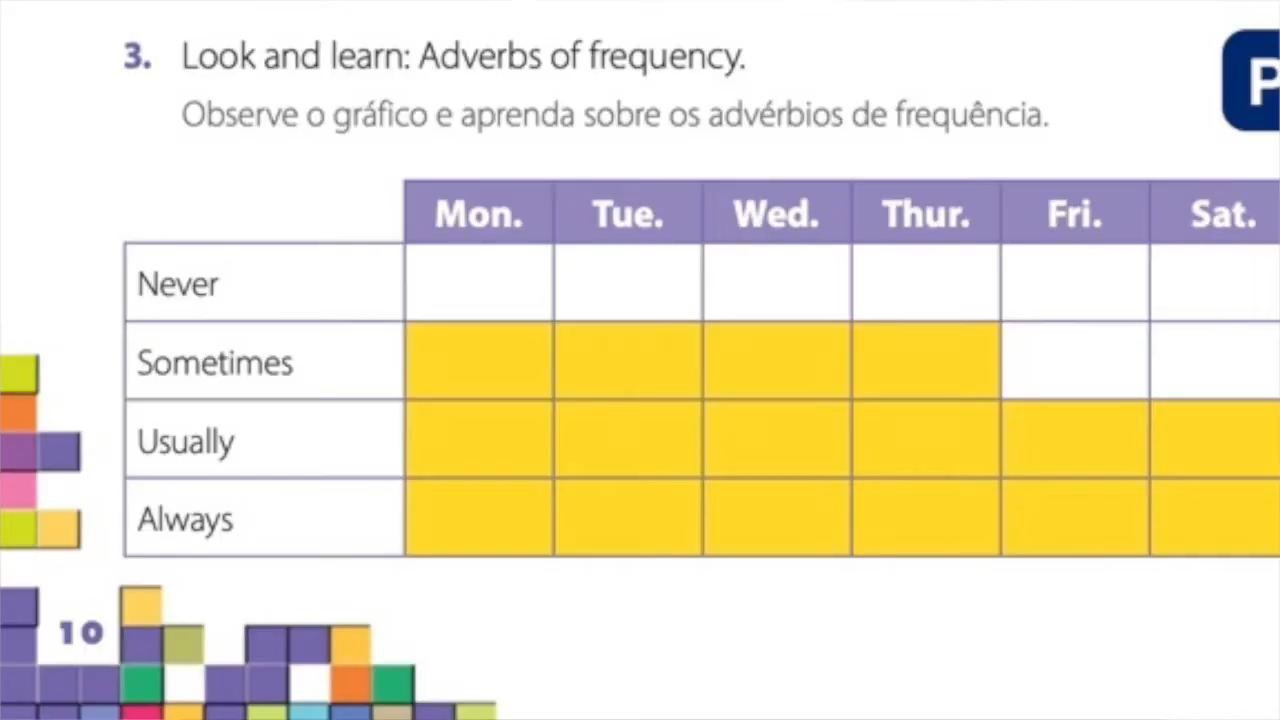 3. Look and learn: Adverbs of frequency.
Observe o gráfico e aprenda sobre os advérbios de frequência.
P
Mon. Tue. Wed. Thur. Fri. Sat.
Never
Sometimes
Usually
Always
10